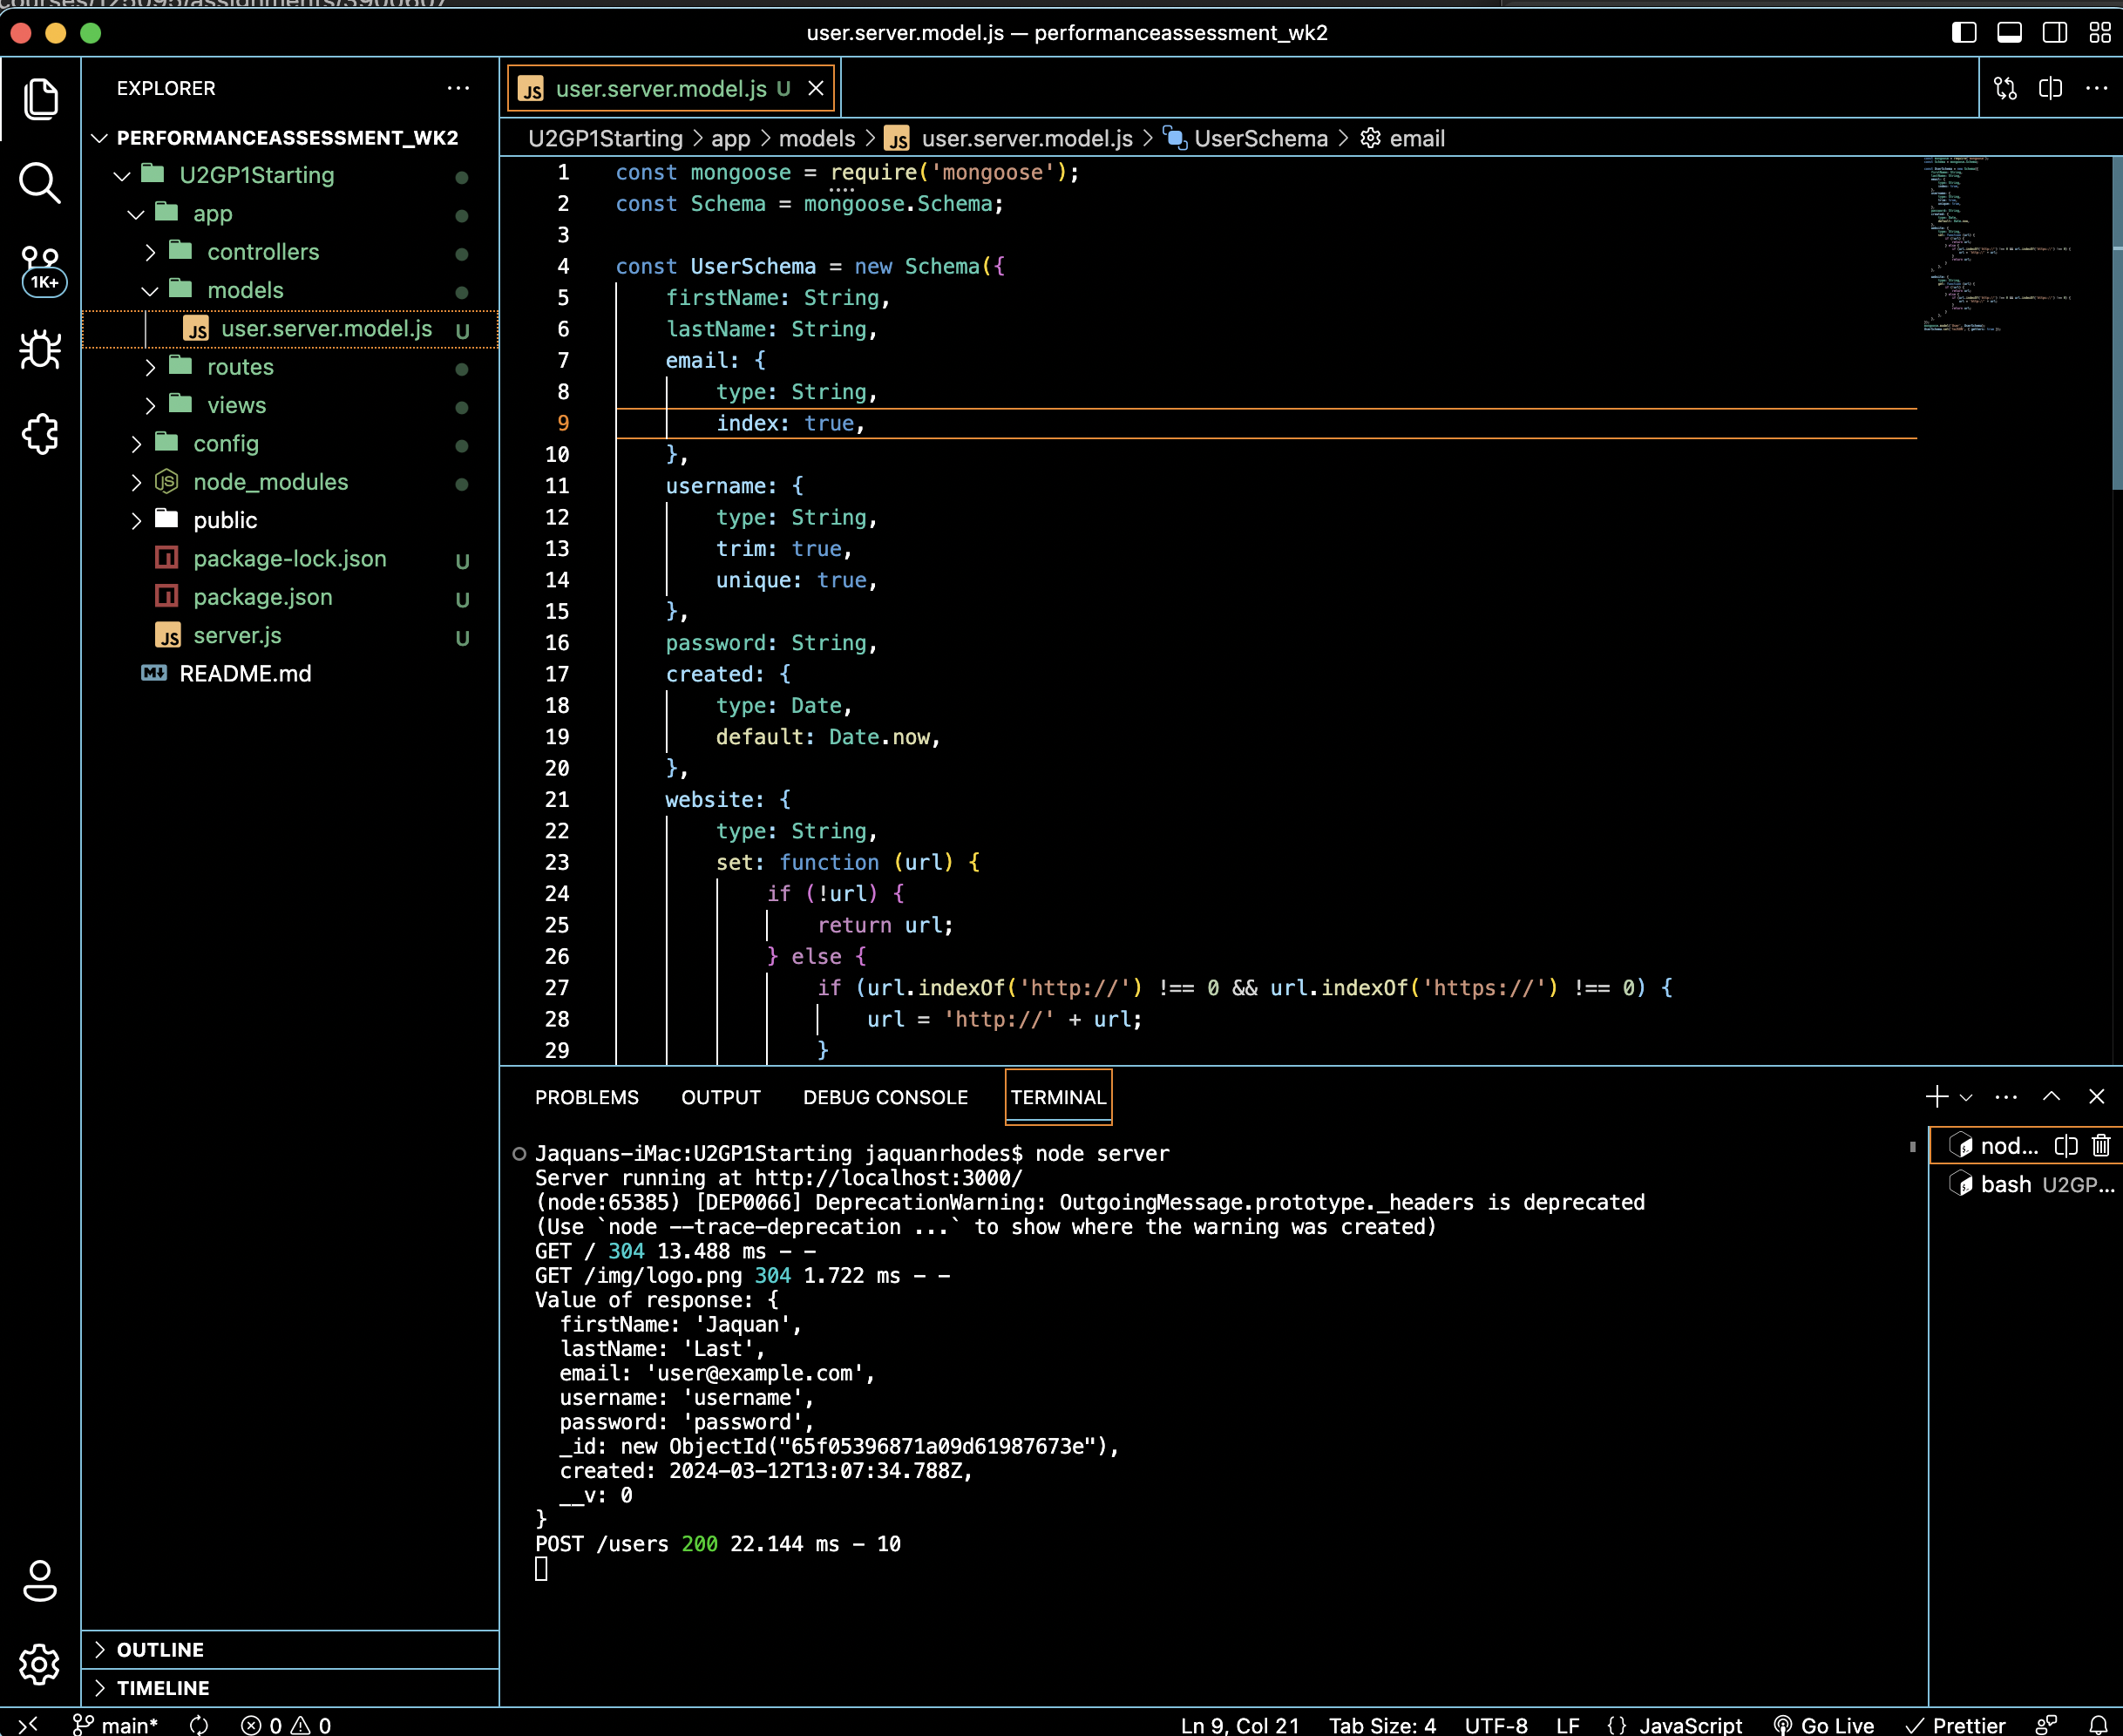 courses/125095/assignments/3900607
user.server.model.js — performanceassessment_wk2
EXPLORER
PERFORMANCEASSESSMENT_WK2
U2GP1Starting
app
controllers
models
JS user.server.model.js U
routes
views
config
node_modules
public
package-lock.json U
package.json U
JS server.js U
README.md
1K+
OUTLINE
TIMELINE
JS user.server.model.js U
U2GP1Starting > app > models > JS user.server.model.js > UserSchema > email
1 const mongoose = require('mongoose');
2 const Schema = mongoose.Schema;
3
4 const UserSchema = new Schema({
5 firstName: String,
6 lastName: String,
7 email: {
8 type: String,
9 index: true,
10 },
11 username: {
12 type: String,
13 trim: true,
14 unique: true,
15 },
16 password: String,
17 created: {
18 type: Date,
19 default: Date.now,
20 },
21 website: {
22 type: String,
23 set: function (url) {
24 if (!url) {
25 return url;
26 } else {
27 if (url.indexOf('http://') !== 0 && url.indexOf('https://') !== 0) {
28 url = 'http://' + url;
29 }
PROBLEMS OUTPUT DEBUG CONSOLE TERMINAL
Jaquans-iMac:U2GP1Starting jaquanrhodes$ node server
Server running at http://localhost:3000/
(node:65385) [DEP0066] DeprecationWarning: OutgoingMessage.prototype._headers is deprecated
(Use `node --trace-deprecation ...` to show where the warning was created)
GET / 304 13.488 ms - -
GET /img/logo.png 304 1.722 ms - -
Value of response: {
firstName: 'Jaquan',
lastName: 'Last',
email: 'user@example.com',
username: 'username',
password: 'password',
_id: new ObjectId("65f05396871a09d61987673e"),
created: 2024-03-12T13:07:34.788Z,
__v: 0
}
POST /users 200 22.144 ms - 10
nod...
bash U2GP...
main* 0 0 Ln 9, Col 21 Tab Size: 4 UTF-8 LF {} JavaScript Go Live Prettier